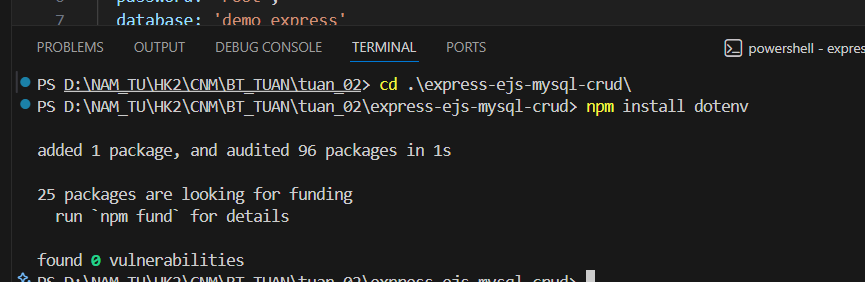 6 password: 'root',
7 database: 'demo_express'
PROBLEMS OUTPUT DEBUG CONSOLE TERMINAL PORTS powershell - expres
PS D:\NAM_TU\HK2\CNM\BT_TUAN\tuan_02> cd .\express-ejs-mysql-crud\
PS D:\NAM_TU\HK2\CNM\BT_TUAN\tuan_02\express-ejs-mysql-crud> npm install dotenv
added 1 package, and audited 96 packages in 1s
25 packages are looking for funding
run `npm fund` for details
found 0 vulnerabilities
PS D:\NAM_TU\HK2\CNM\BT_TUAN\tuan_02\express-ejs-mysql-crud>